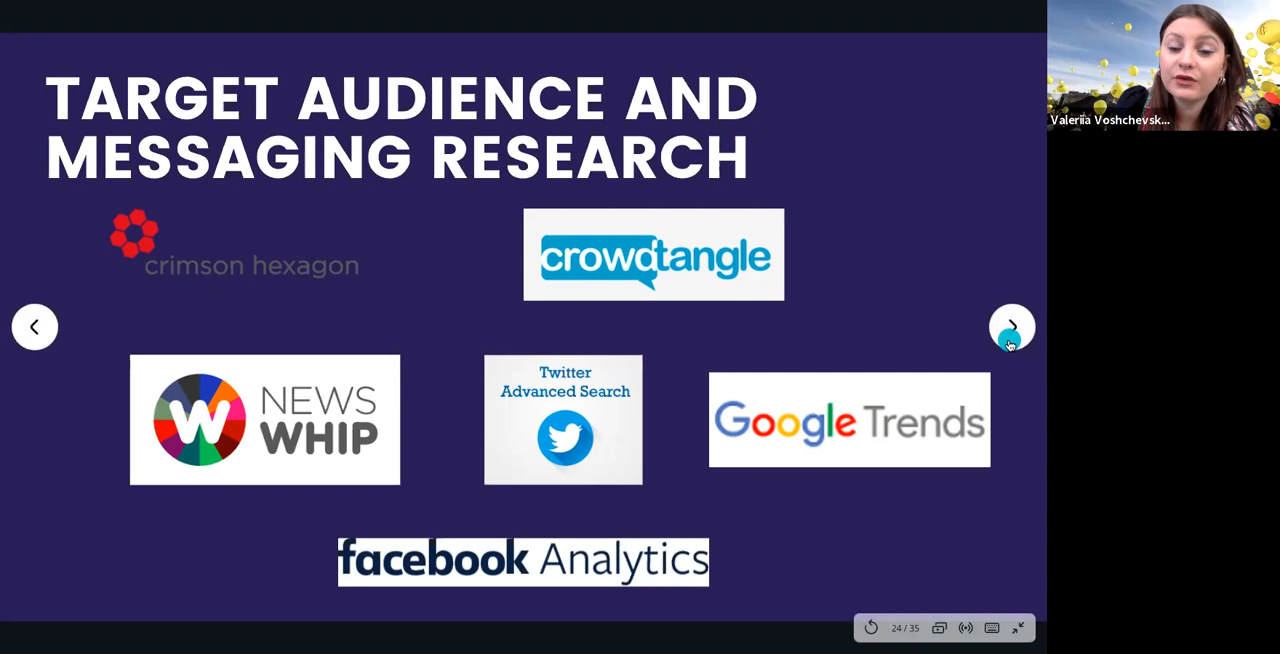 TARGET AUDIENCE AND
MESSAGING RESEARCH
Valeriia Voshchevsk...
crimson hexagon
crowdtangle
W NEWS
WHIP
Twitter
Advanced Search
Google Trends
facebook Analytics
24 / 35